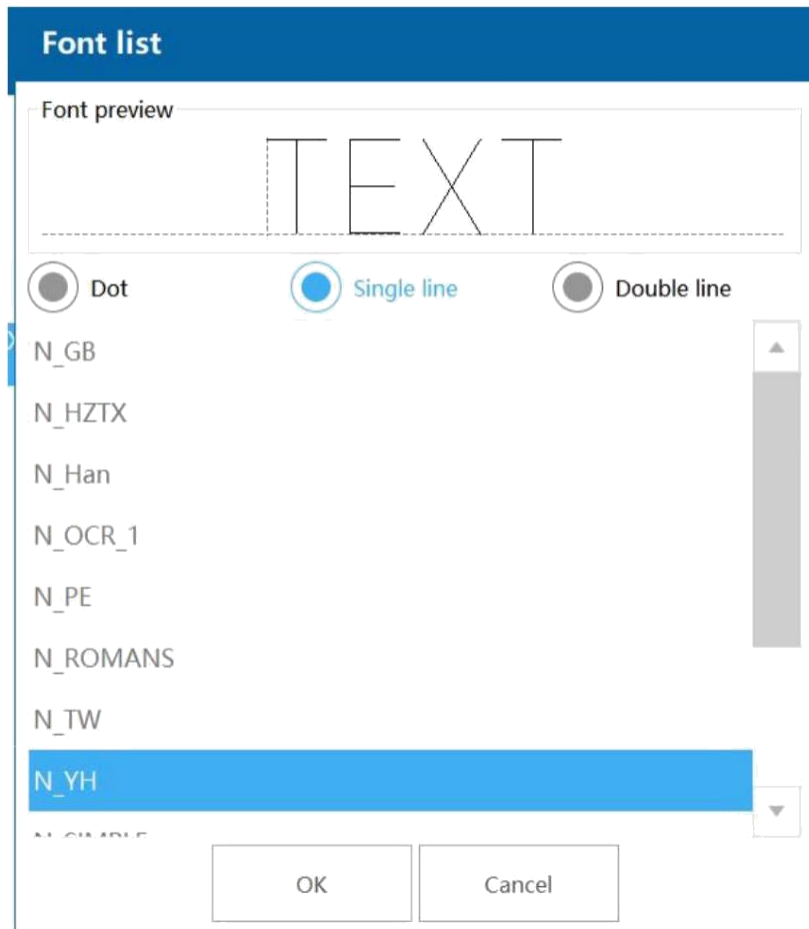 Font list
Font preview
TEXT
Dot Single line Double line
N_GB
N_HZTX
N_Han
N_OCR_1
N_PE
N_ROMANS
N_TW
N_YH
N_SIMPLE
OK Cancel